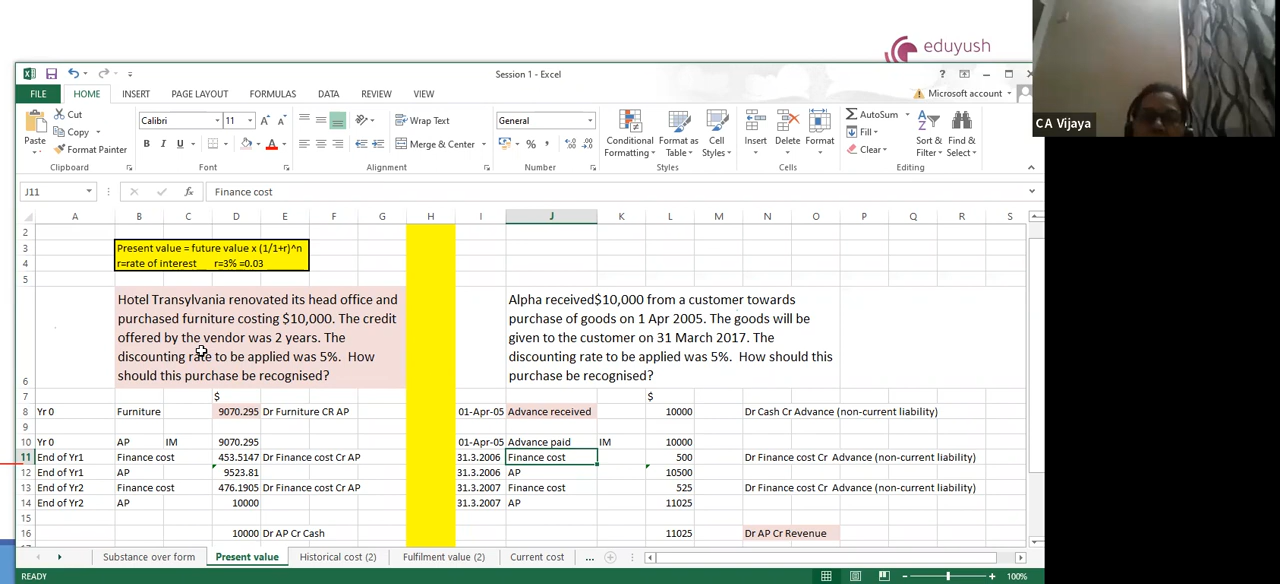 eduyush
CA Vijaya
Session 1 - Excel
FILE HOME INSERT PAGE LAYOUT FORMULAS DATA REVIEW VIEW Microsoft account
Cut
Copy
Format Painter
Paste
Clipboard
Calibri 11
Font
Wrap Text
Merge & Center
Alignment
General
Number
Conditional Formatting
Format as Table
Cell Styles
Styles
Insert Delete Format
Cells
AutoSum
Fill
Clear
Sort & Filter
Find & Select
Editing
J11 Finance cost
A B C D E F G H I J K L M N O P Q R S
2
3 Present value = future value x (1/1+r)^n
4 r=rate of interest r=3% =0.03
5
Hotel Transylvania renovated its head office and
purchased furniture costing $10,000. The credit
offered by the vendor was 2 years. The
discounting rate to be applied was 5%. How
should this purchase be recognised?
Alpha received$10,000 from a customer towards
purchase of goods on 1 Apr 2005. The goods will be
given to the customer on 31 March 2017. The
discounting rate to be applied was 5%. How should this
purchase be recognised?
6
7 $ $
8 Yr 0 Furniture 9070.295 Dr Furniture CR AP 01-Apr-05 Advance received 10000 Dr Cash Cr Advance (non-current liability)
10 Yr 0 AP IM 9070.295 01-Apr-05 Advance paid IM 10000
11 End of Yr1 Finance cost 453.5147 Dr Finance cost Cr AP 31.3.2006 Finance cost 500 Dr Finance cost Cr Advance (non-current liability)
12 End of Yr1 AP 9523.81 31.3.2006 AP 10500
13 End of Yr2 Finance cost 476.1905 Dr Finance cost Cr AP 31.3.2007 Finance cost 525 Dr Finance cost Cr Advance (non-current liability)
14 End of Yr2 AP 10000 31.3.2007 AP 11025
15
16 10000 Dr AP Cr Cash 11025 Dr AP Cr Revenue
Substance over form Present value Historical cost (2) Fulfilment value (2) Current cost ...
READY 100%